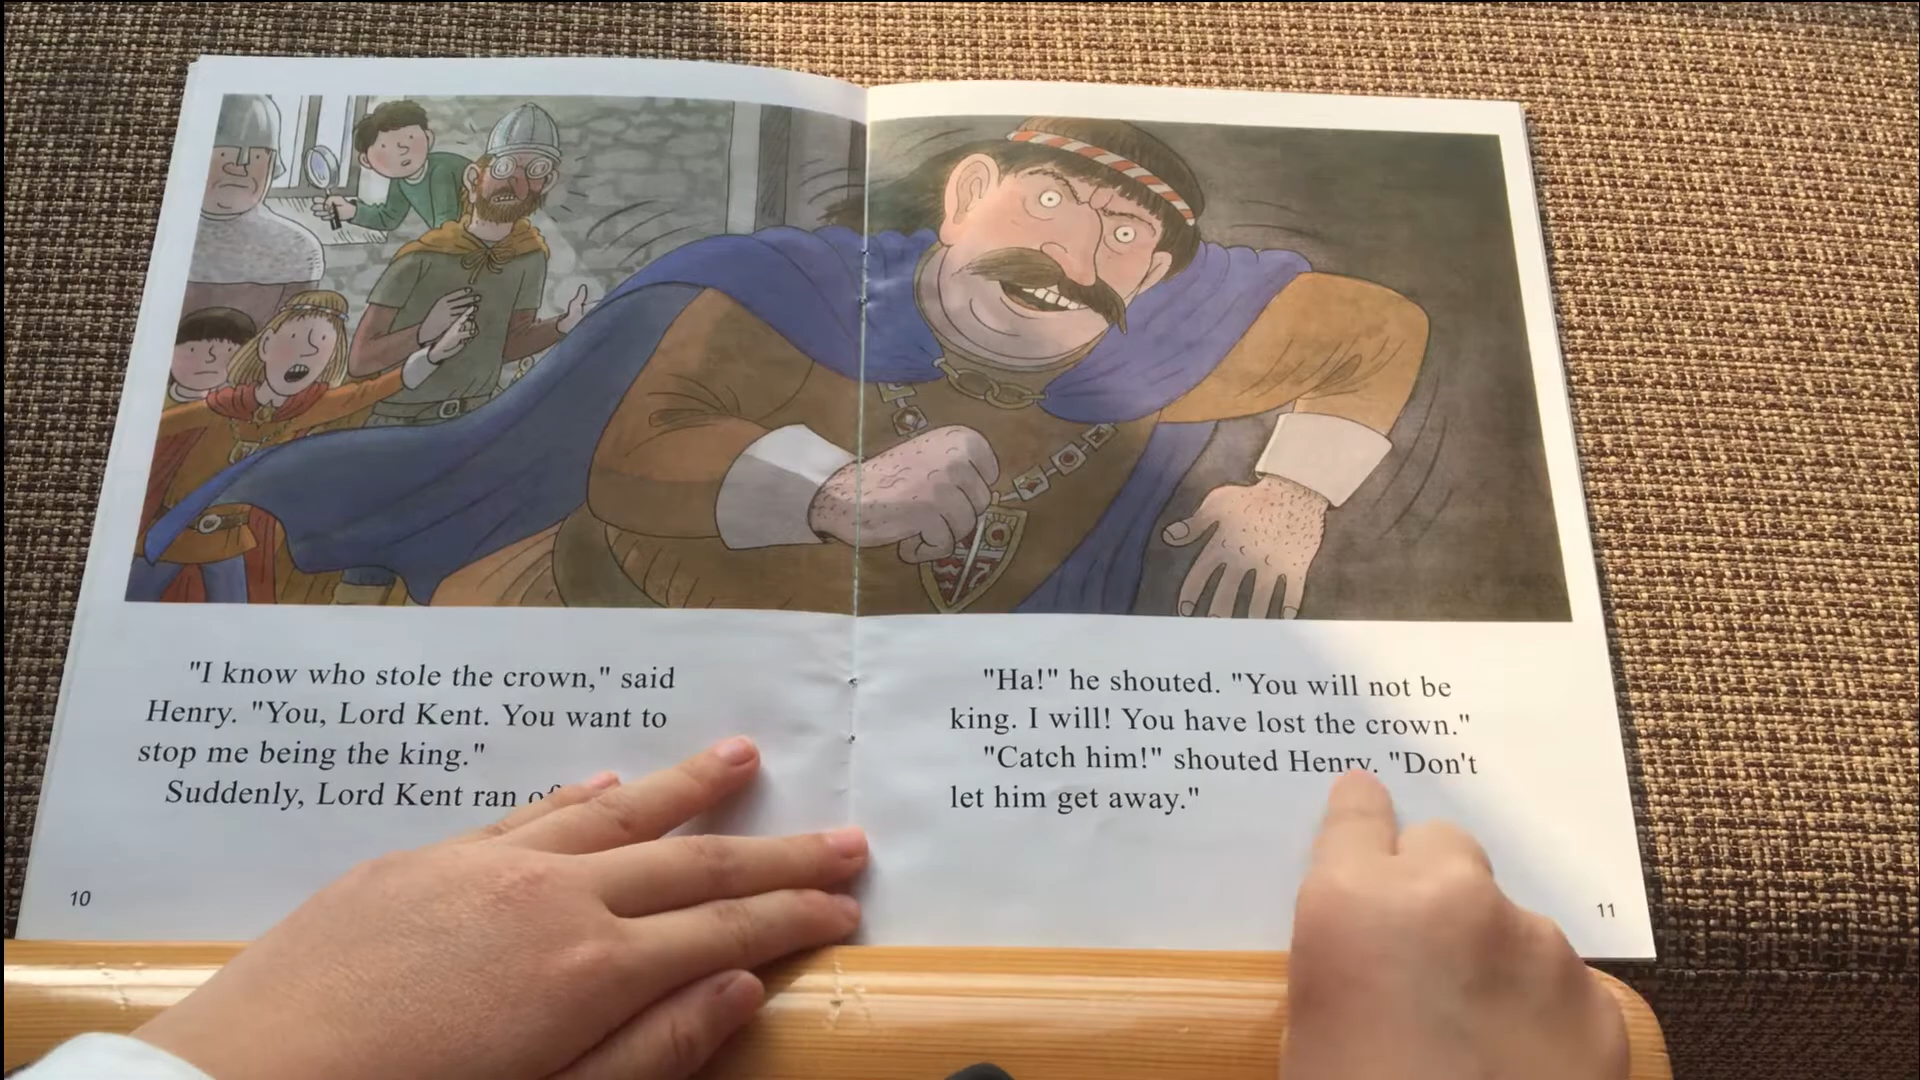 "I know who stole the crown," said
Henry. "You, Lord Kent. You want to
stop me being the king."
Suddenly, Lord Kent ran
10
"Ha!" he shouted. "You will not be
king. I will! You have lost the crown."
"Catch him!" shouted Henry. "Don't
let him get away."
11